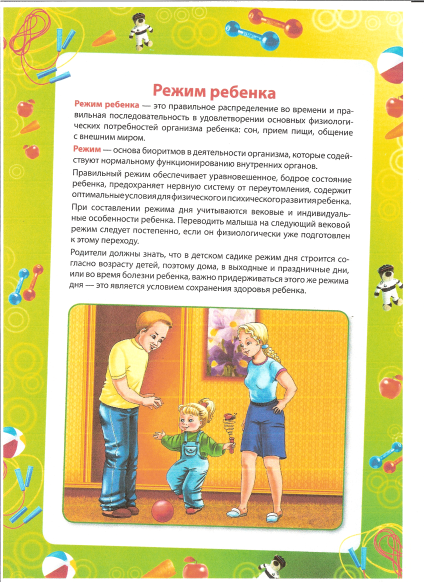 Режим ребенка
Режим ребенка — это правильное распределение во времени и пра-
вильная последовательность в удовлетворении основных физиологи-
ческих потребностей организма ребенка: сон, прием пищи, общение
с внешним миром.
Режим — основа биоритмов в деятельности организма, которые содей-
ствуют нормальному функционированию внутренних органов.
Правильный режим обеспечивает уравновешенное, бодрое состояние
ребенка, предохраняет нервную систему от переутомления, содержит
оптимальные условия для физического и психического развития ребенка.
При составлении режима дня учитываются вековые и индивидуаль-
ные особенности ребенка. Переводить малыша на следующий вековой
режим следует постепенно, если он физиологически уже подготовлен
к этому переходу.
Родители должны знать, что в детском садике режим дня строится со-
гласно возрасту детей, поэтому дома, в выходные и праздничные дни,
или во время болезни ребенка, важно придерживаться этого же режима
дня — это является условием сохранения здоровья ребенка.